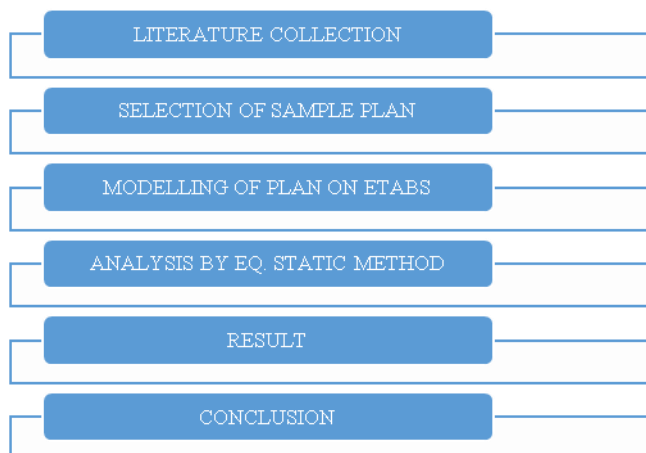 LITERATURE COLLECTION
SELECTION OF SAMPLE PLAN
MODELLING OF PLAN ON ETABS
ANALYSIS BY EQ. STATIC METHOD
RESULT
CONCLUSION